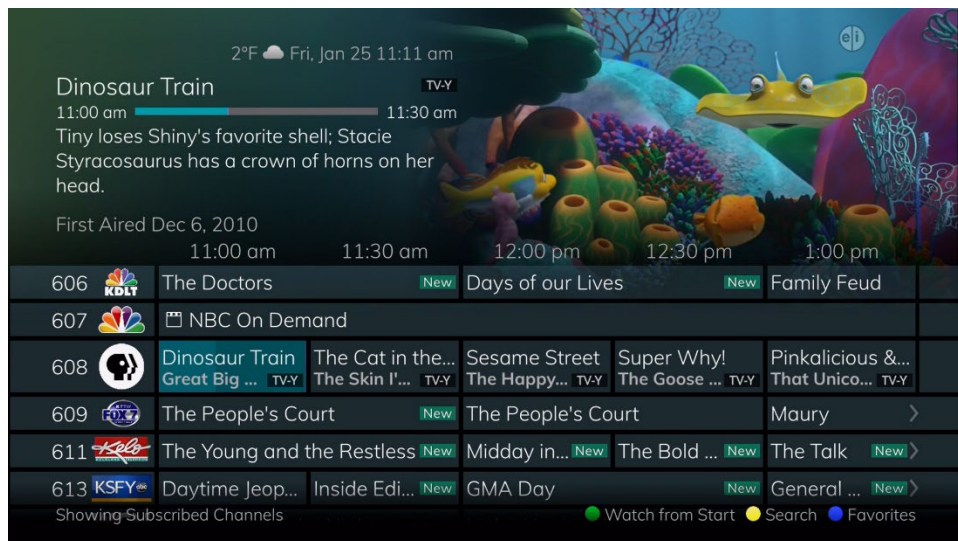 2°F Fri, Jan 25 11:11 am
Dinosaur Train TV-Y
11:00 am 11:30 am
Tiny loses Shiny's favorite shell; Stacie
Styracosaurus has a crown of horns on her
head.
First Aired Dec 6, 2010
11:00 am 11:30 am 12:00 pm 12:30 pm 1:00 pm
606 KDLT The Doctors New Days of our Lives New Family Feud
607 NBC On Demand
608 Dinosaur Train The Cat in the... Sesame Street Super Why! Pinkalicious &...
Great Big ... TV-Y The Skin I'... TV-Y The Happy... TV-Y The Goose ... TV-Y That Unico... TV-Y
609 FOX 7 The People's Court New The People's Court Maury
611 Kelo The Young and the Restless New Midday in... New The Bold ... New The Talk New
613 KSFY abc Daytime Jeop... Inside Edi... New GMA Day New General ... New
Showing Subscribed Channels Watch from Start Search Favorites
eli